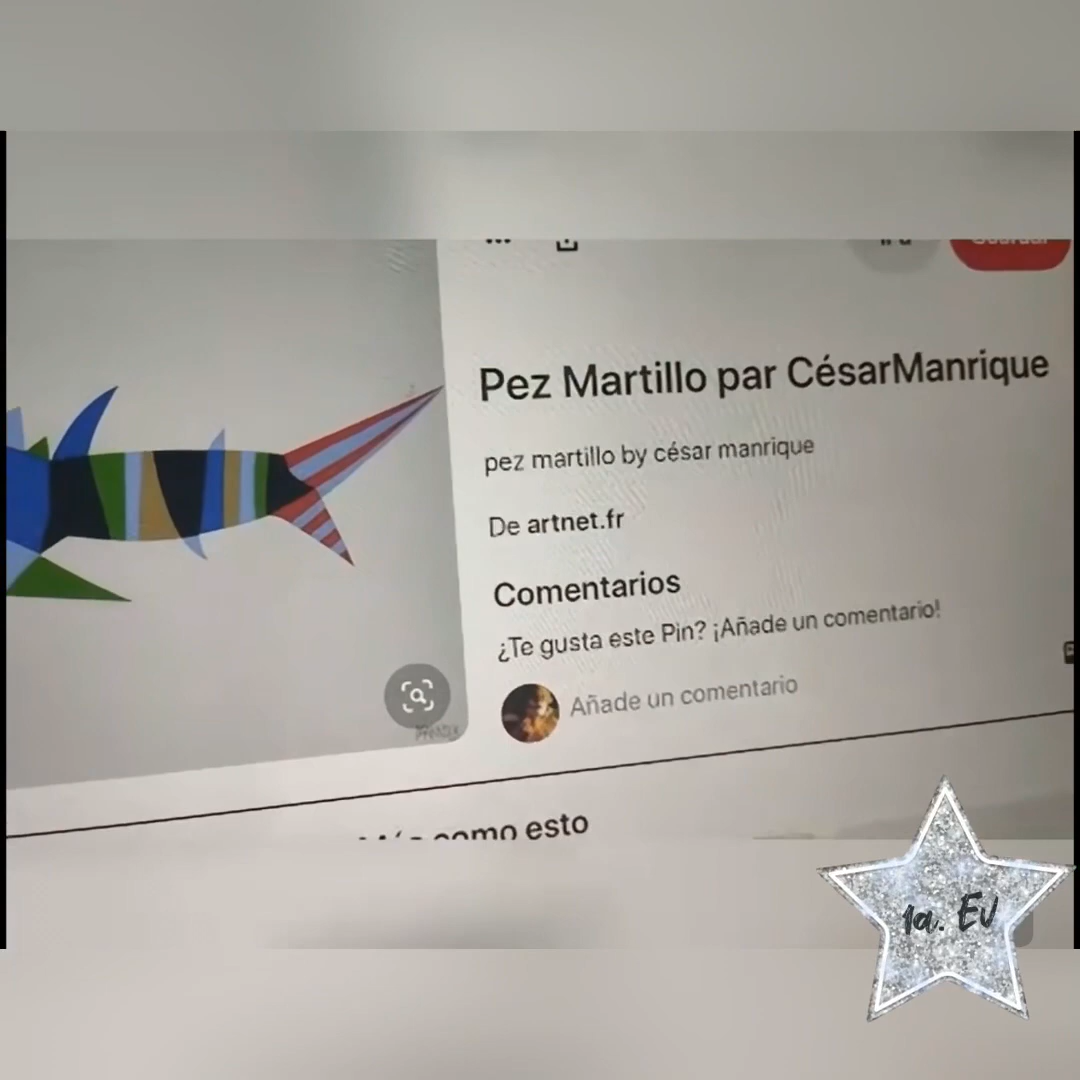 Pez Martillo par CésarManrique
pez martillo by césar manrique
De artnet.fr
Comentarios
¿Te gusta este Pin? ¡Añade un comentario!
Añade un comentario
como esto
1a. EV